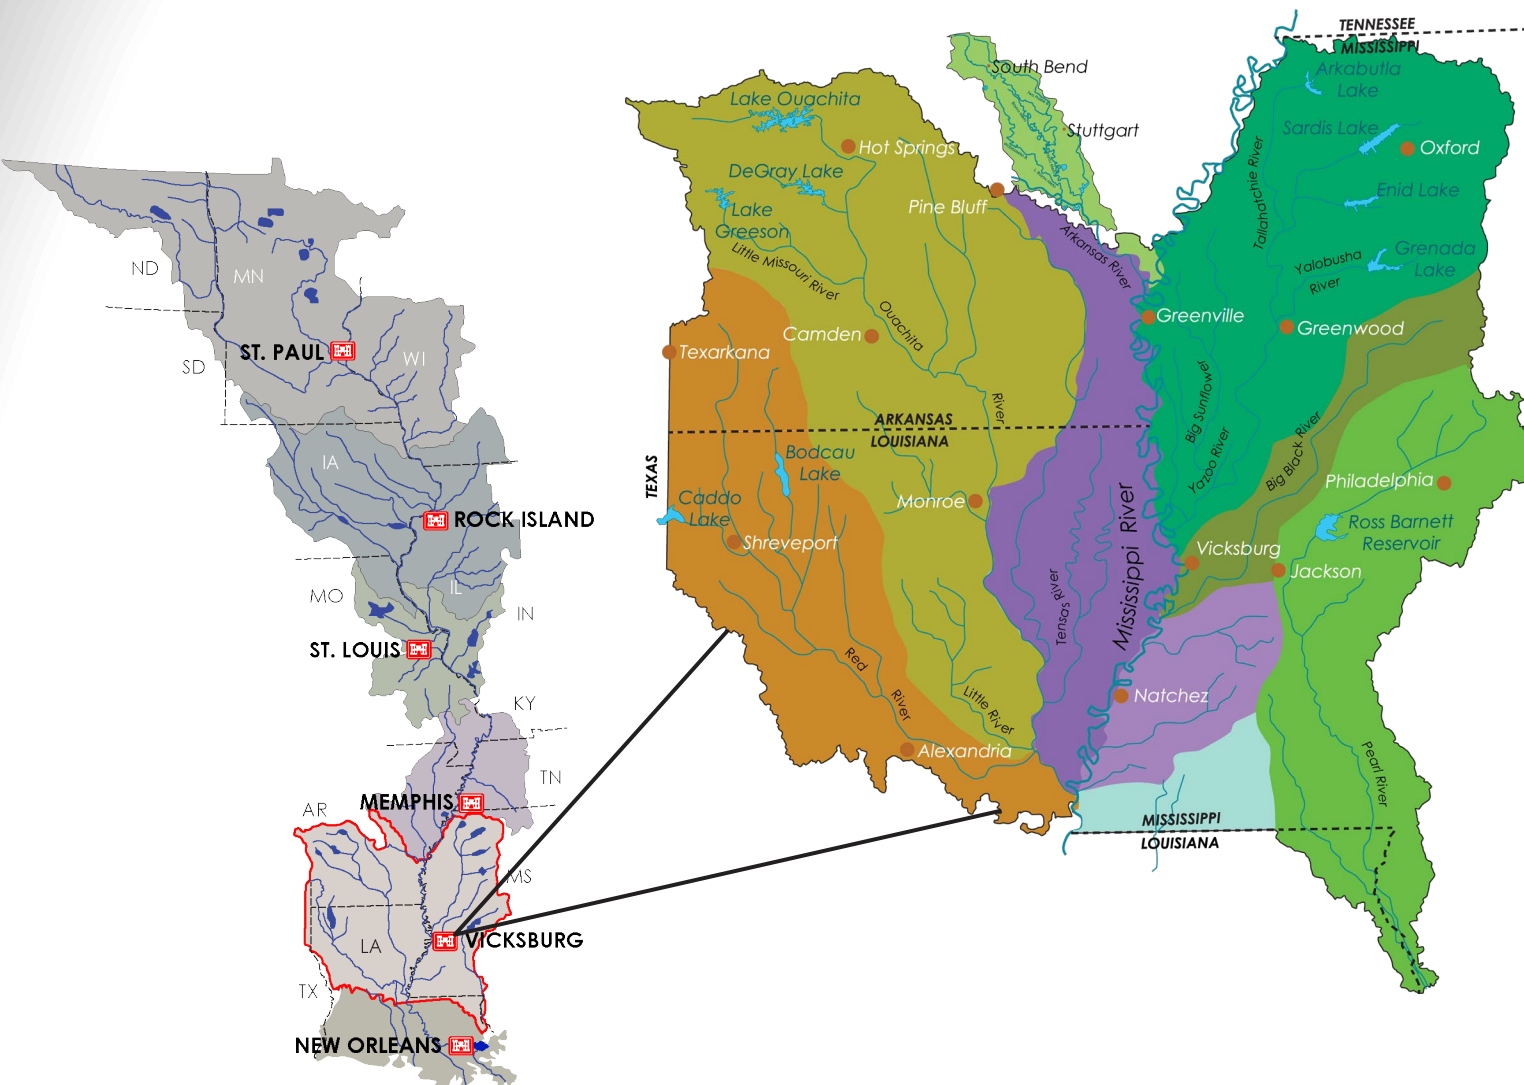 ND
MN
SD
ST. PAUL
WI
IA
ROCK ISLAND
MO
IL
IN
ST. LOUIS
KY
TN
MEMPHIS
AR
MS
LA
VICKSBURG
TX
NEW ORLEANS
TENNESSEE
MISSISSIPPI
South Bend
Stuttgart
Arkabutla
Lake
Lake Ouachita
Hot Springs
Sardis Lake
Oxford
DeGray Lake
Enid Lake
Lake
Greeson
Pine Bluff
Tallahatchie River
Arkansas River
Little Missouri River
Yalobusha
River
Grenada
Lake
Ouachita
River
Camden
Greenville
Greenwood
Texarkana
Big Sunflower
ARKANSAS
LOUISIANA
TEXAS
Bodcau
Lake
Yazoo River
Big Black River
Caddo
Lake
Monroe
Mississippi River
Philadelphia
Shreveport
Ross Barnett
Reservoir
Vicksburg
Jackson
Tensas River
Red
River
Little River
Natchez
Alexandria
Pearl River
MISSISSIPPI
LOUISIANA